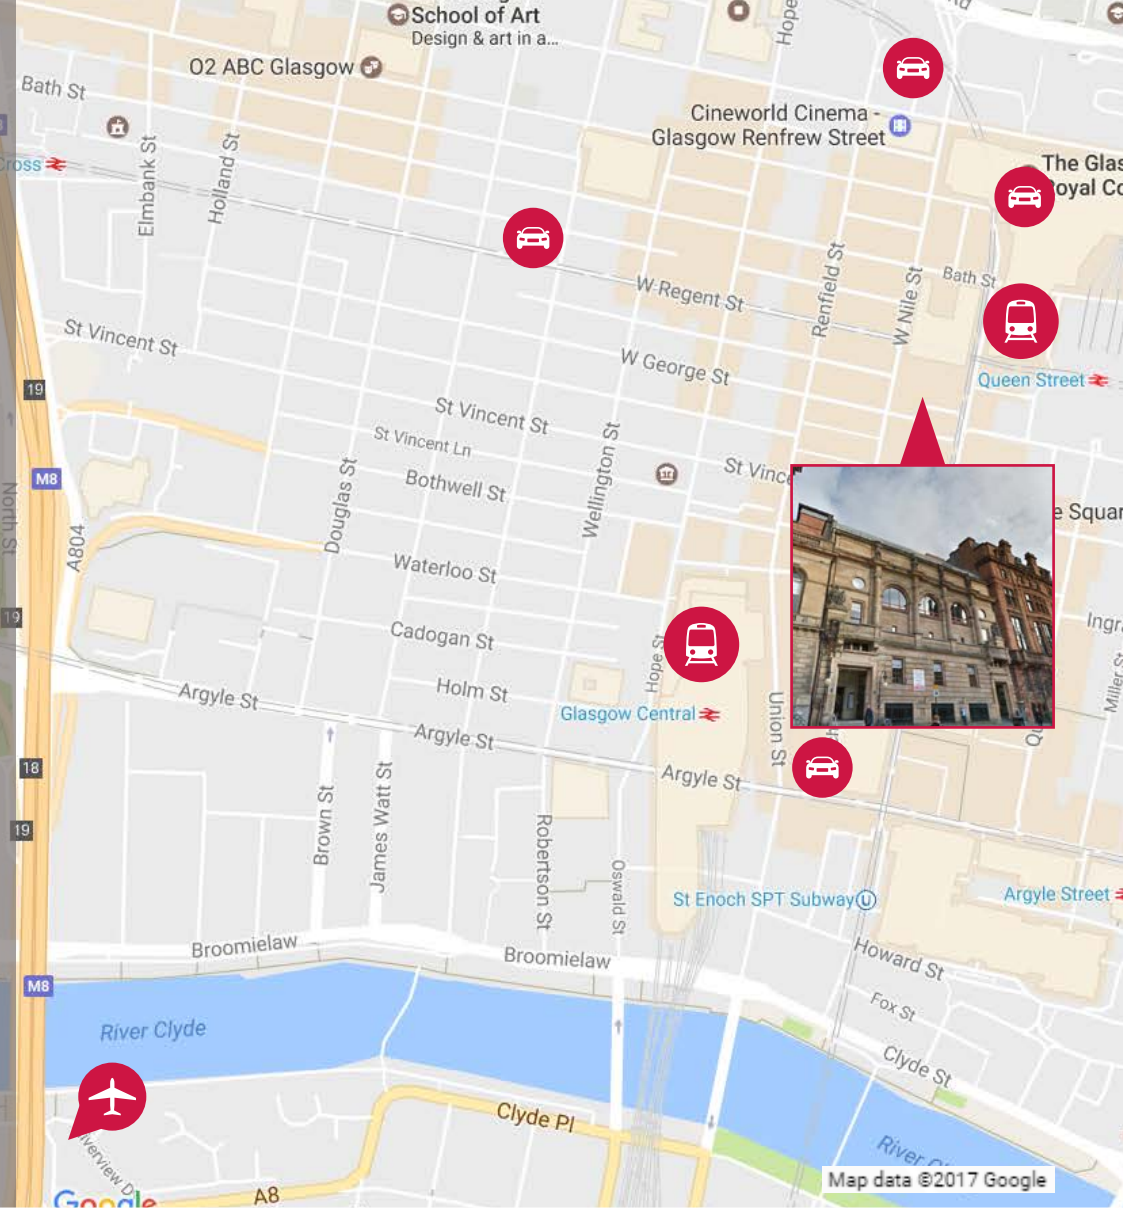 School of Art
Design & art in a...
Hope
O2 ABC Glasgow
Bath St
Cineworld Cinema -
Glasgow Renfrew Street
ross
Elmbank St
Holland St
The Glas
oyal Co
Bath St
W Regent St
Renfield St
W Nile St
St Vincent St
W George St
Queen Street
19
St Vincent St
St Vincent Ln
St Vince
M8
Bothwell St
Wellington St
Douglas St
North St
e Squar
A804
Waterloo St
19
Cadogan St
Ingr
Hope St
Miller S
Argyle St
Holm St
Glasgow Central
Union St
Argyle St
18
Argyle St
James Watt St
Brown St
19
Robertson St
Oswald St
St Enoch SPT Subway
Argyle Street
Broomielaw
Broomielaw
Howard St
M8
Fox St
River Clyde
Clyde St
Clyde Pl
River
verview D
Map data ©2017 Google
Google
A8